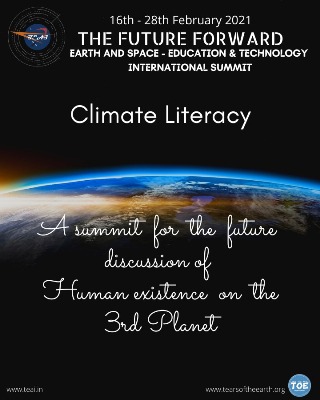 16th - 28th February 2021
THE FUTURE FORWARD
EARTH AND SPACE - EDUCATION & TECHNOLOGY
INTERNATIONAL SUMMIT
Climate Literacy
A summit for the future
discussion of
Human existence on the
3rd Planet
www.teai.in
www.tearsoftheearth.org
TOE